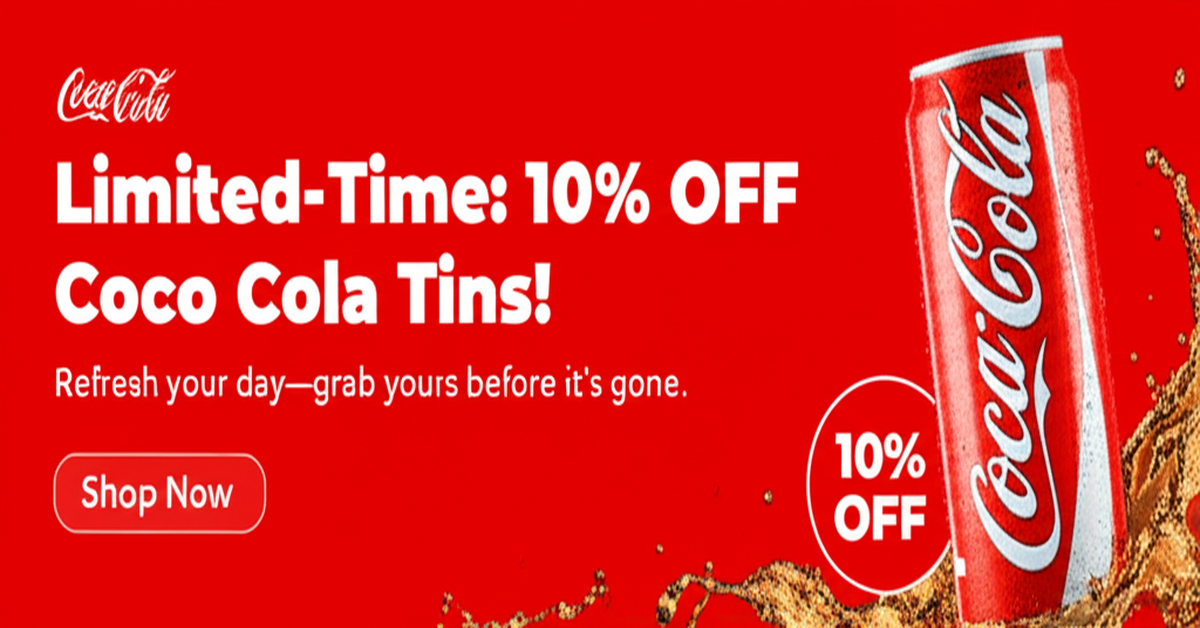 Limited-Time: 10% OFF
Coco Cola Tins!
Refresh your day—grab yours before it's gone.
Shop Now
10%
OFF
Coca-Cola